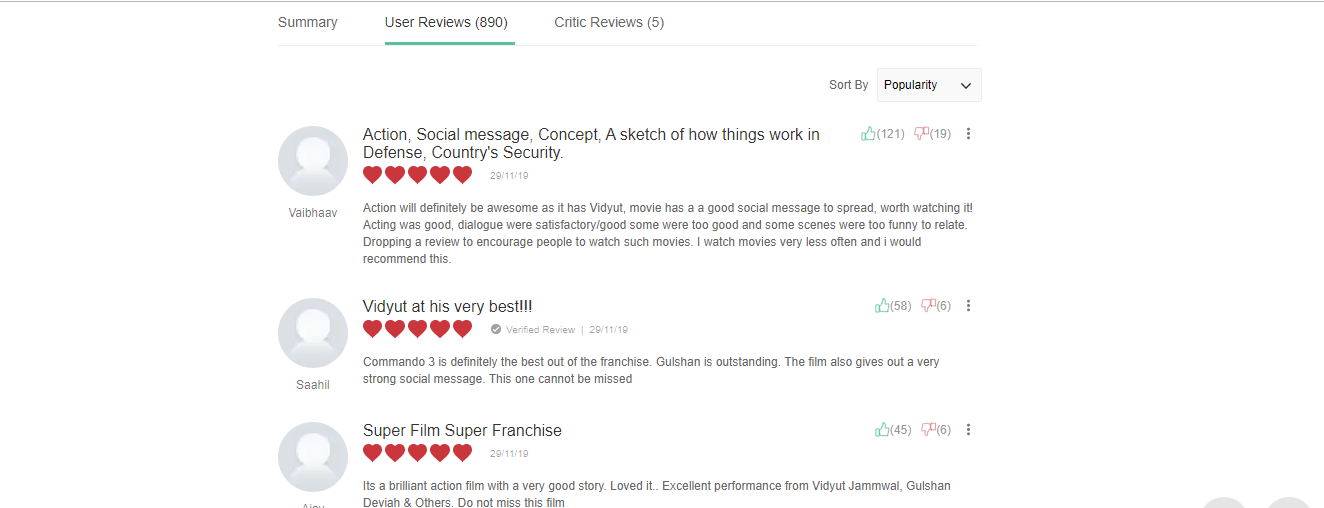 Summary User Reviews (890) Critic Reviews (5)
Sort By Popularity
Action, Social message, Concept, A sketch of how things work in (121) (19)
Defense, Country's Security.
29/11/19
Vaibhaav
Action will definitely be awesome as it has Vidyut, movie has a a good social message to spread, worth watching it!
Acting was good, dialogue were satisfactory/good some were too good and some scenes were too funny to relate.
Dropping a review to encourage people to watch such movies. I watch movies very less often and i would
recommend this.
Vidyut at his very best!!! (58) (6)
Verified Review | 29/11/19
Saahil
Commando 3 is definitely the best out of the franchise. Gulshan is outstanding. The film also gives out a very
strong social message. This one cannot be missed
Super Film Super Franchise (45) (6)
29/11/19
Its a brilliant action film with a very good story. Loved it.. Excellent performance from Vidyut Jammwal, Gulshan
Deviah & Others. Do not miss this film